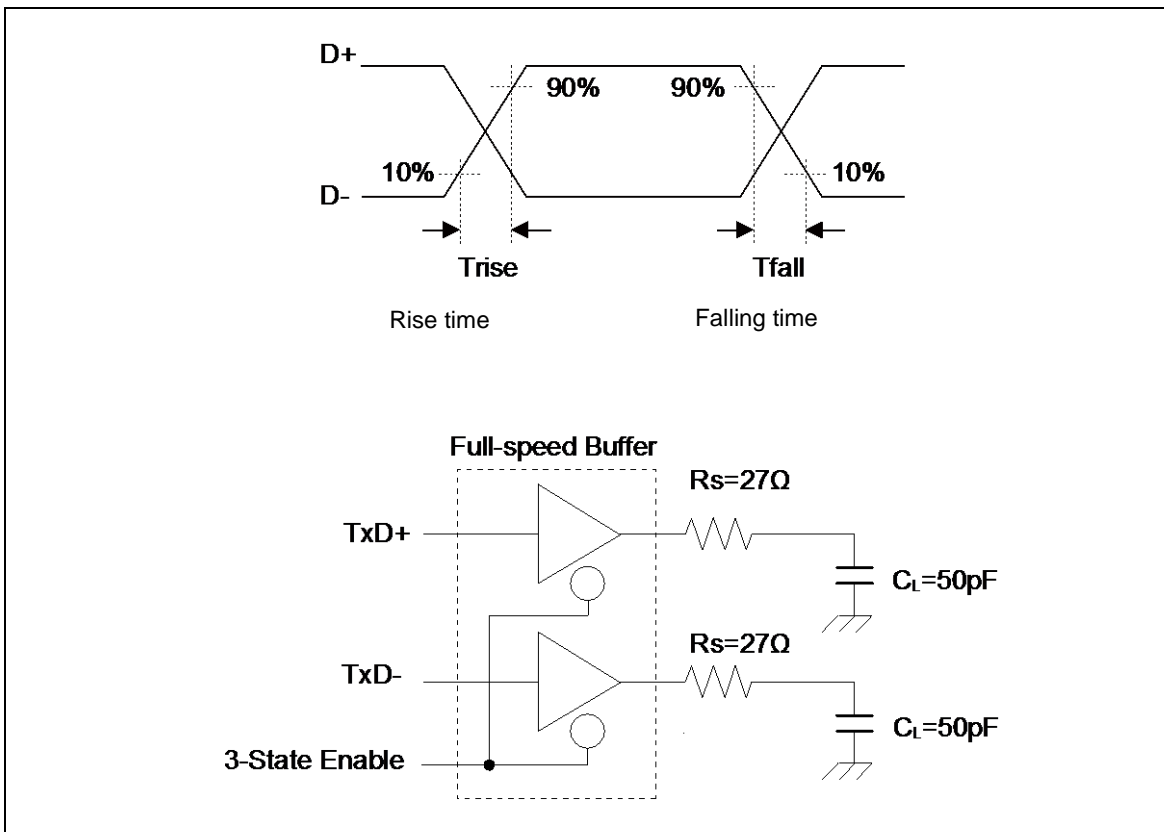 D+
90%
90%
10%
10%
D-
Trise
Tfall
Rise time
Falling time
Full-speed Buffer
Rs=27Ω
TxD+
CL=50pF
Rs=27Ω
TxD-
CL=50pF
3-State Enable